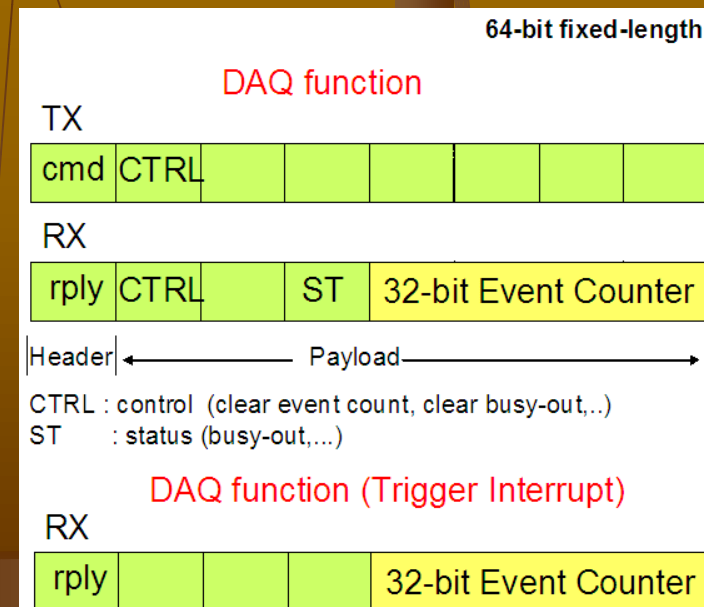 64-bit fixed-length
DAQ function
TX
cmd CTRL
RX
rply CTRL ST 32-bit Event Counter
Header Payload
CTRL : control (clear event count, clear busy-out,..)
ST : status (busy-out,...)
DAQ function (Trigger Interrupt)
RX
rply 32-bit Event Counter